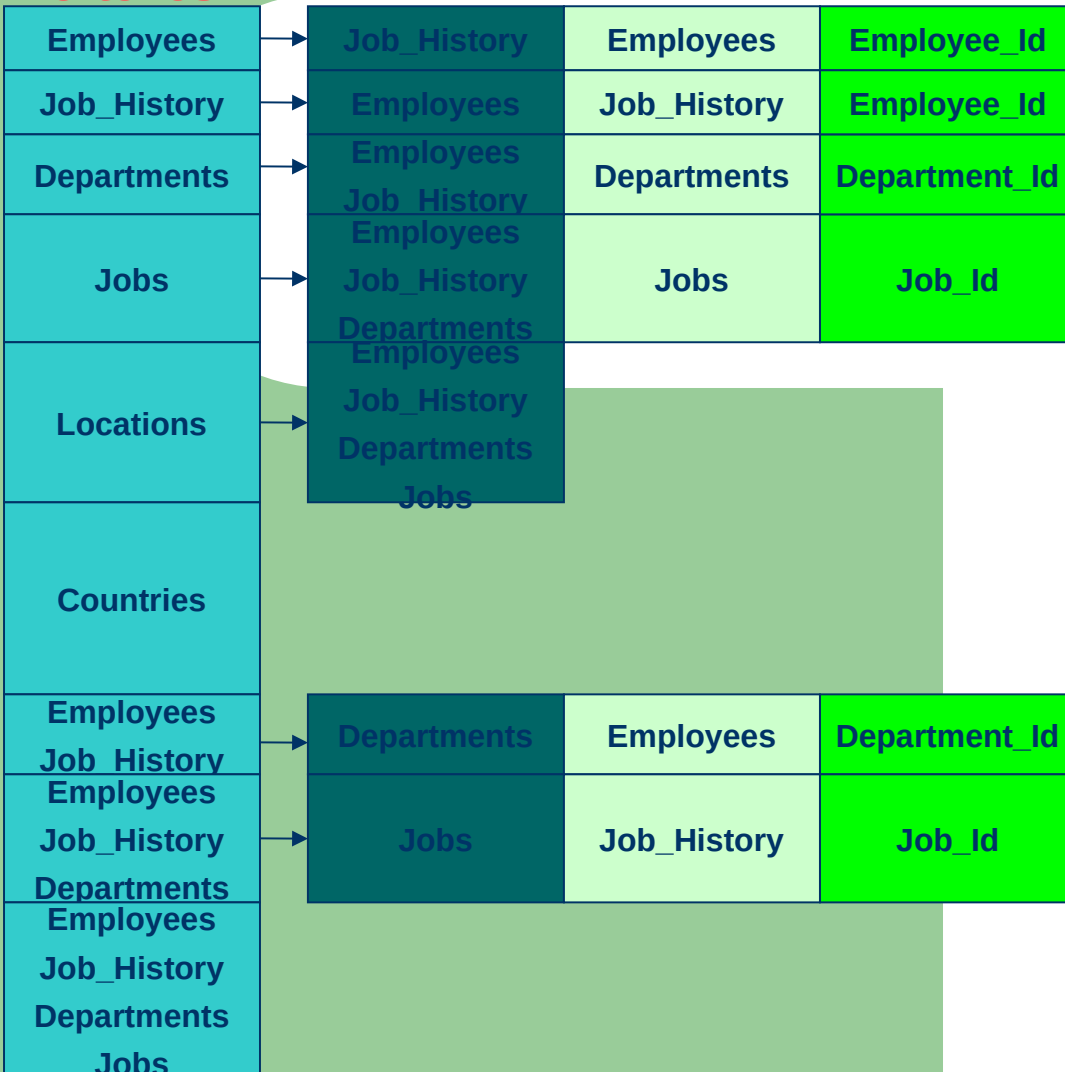 Employees Job_History Employees Employee_Id
Job_History Employees Job_History Employee_Id
Departments Employees
Job_History Departments Department_Id
Jobs Employees
Job_History
Departments Jobs Job_Id
Locations Employees
Job_History
Departments
Jobs
Countries
Employees
Job_History Departments Employees Department_Id
Employees
Job_History
Departments Jobs Job_History Job_Id
Employees
Job_History
Departments
Jobs